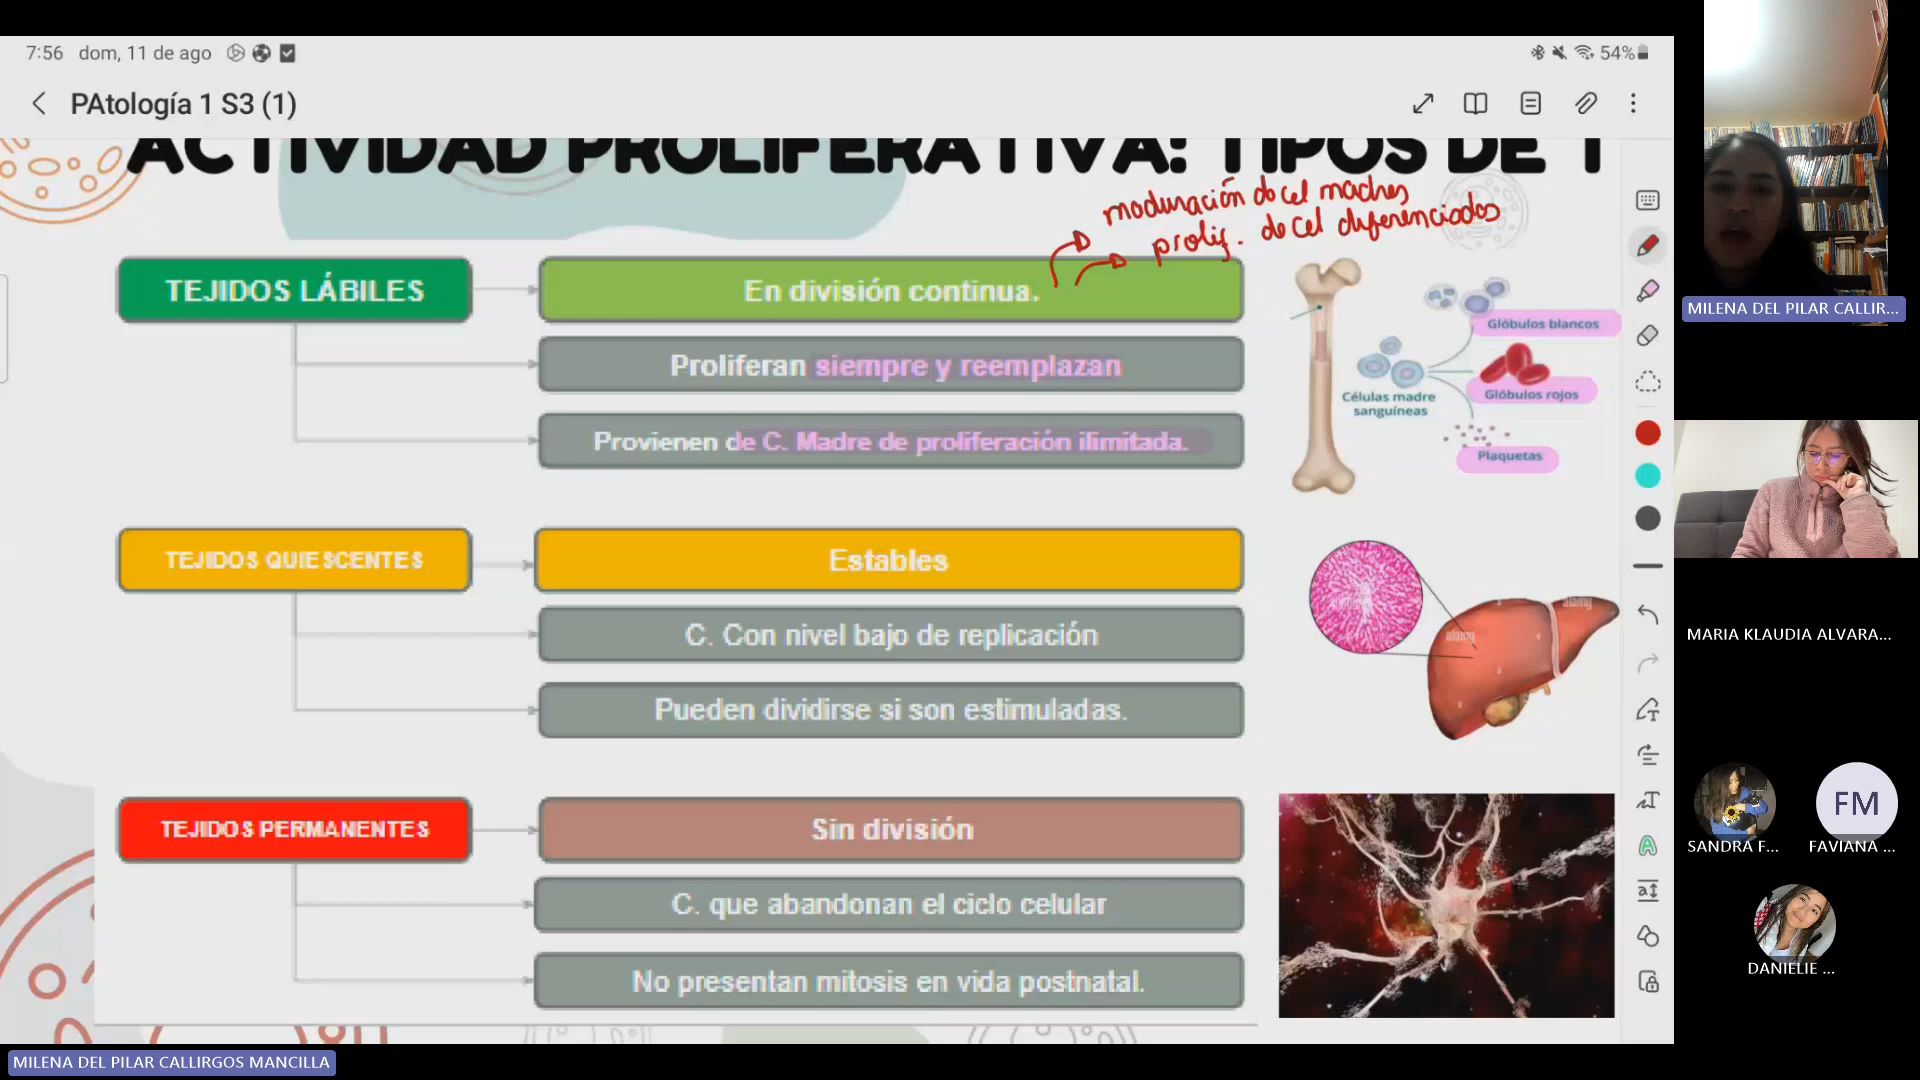 7:56 dom, 11 de ago
54%
PAtología 1 S3 (1)
ACTIVIDAD PROLIFERATIVA: TIPOS DE T
maduración de cel madres
prolif. de cel diferenciadas
TEJIDOS LÁBILES
En división continua.
Proliferan siempre y reemplazan
Provienen de C. Madre de proliferación ilimitada.
Glóbulos blancos
Glóbulos rojos
Células madre
sanguíneas
Plaquetas
TEJIDOS QUIESCENTES
Estables
C. Con nivel bajo de replicación
Pueden dividirse si son estimuladas.
alamy
alamy
TEJIDOS PERMANENTES
Sin división
C. que abandonan el ciclo celular
No presentan mitosis en vida postnatal.
MILENA DEL PILAR CALLIR...
MARIA KLAUDIA ALVARA...
FM
SANDRA F...
FAVIANA ...
DANIELIE ...
MILENA DEL PILAR CALLIRGOS MANCILLA